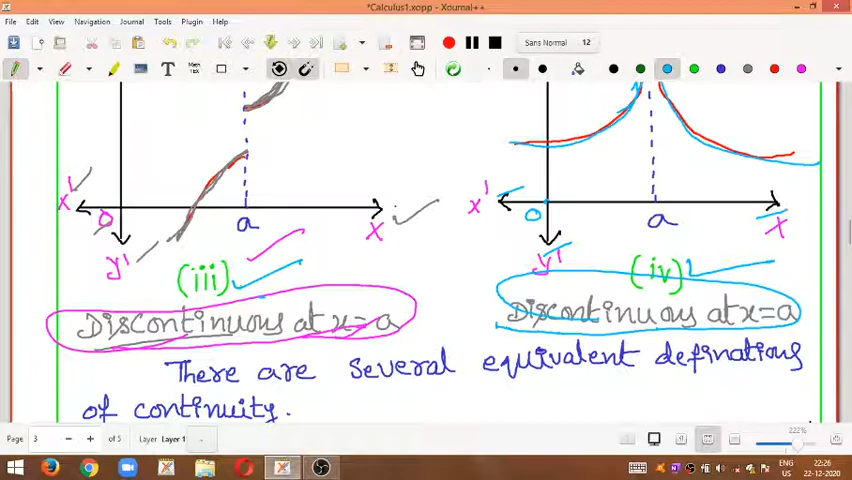 *Calculus1.xopp - Xournal++
File Edit View Navigation Journal Tools Plugin Help
Sans Normal 12
x' O a X
y'
(iii)
Discontinuous at x=a
x' O a X
y'
(iv)
Discontinuous at x=a
There are several equivalent definations
of continuity.
Page 3 of 5 Layer Layer 1
222%
ENG 22:26
US 22-12-2020